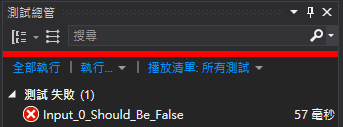 測試總管
搜尋
全部執行 | 執行... | 播放清單: 所有測試
測試 失敗 (1)
Input_0_Should_Be_False 57 毫秒